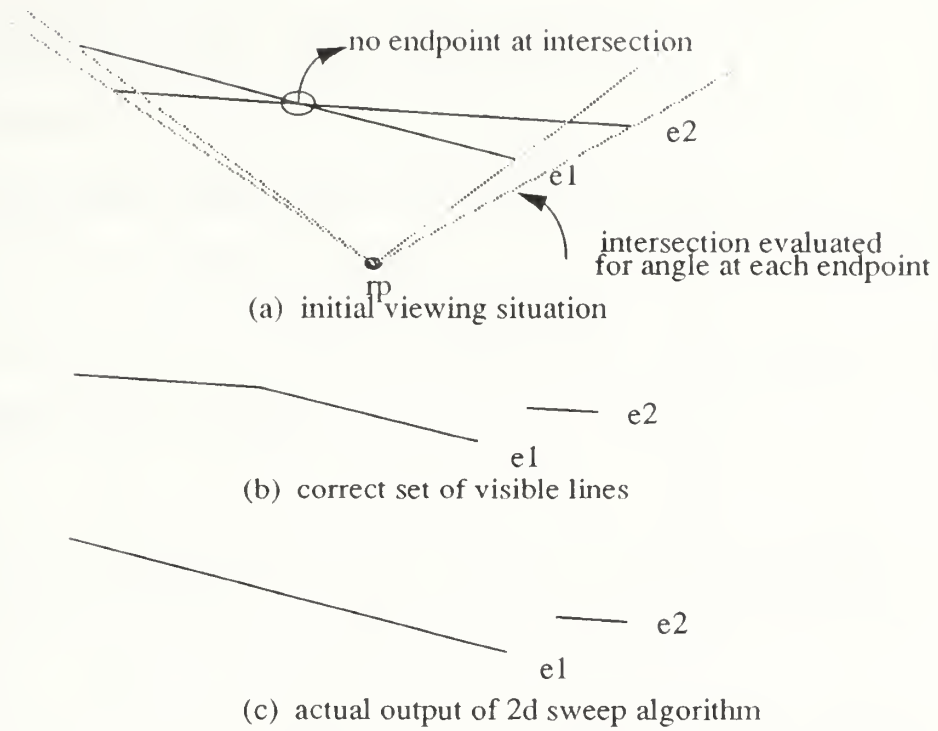 no endpoint at intersection
e2
e1
intersection evaluated
for angle at each endpoint
rp
(a) initial viewing situation
e2
e1
(b) correct set of visible lines
e2
e1
(c) actual output of 2d sweep algorithm